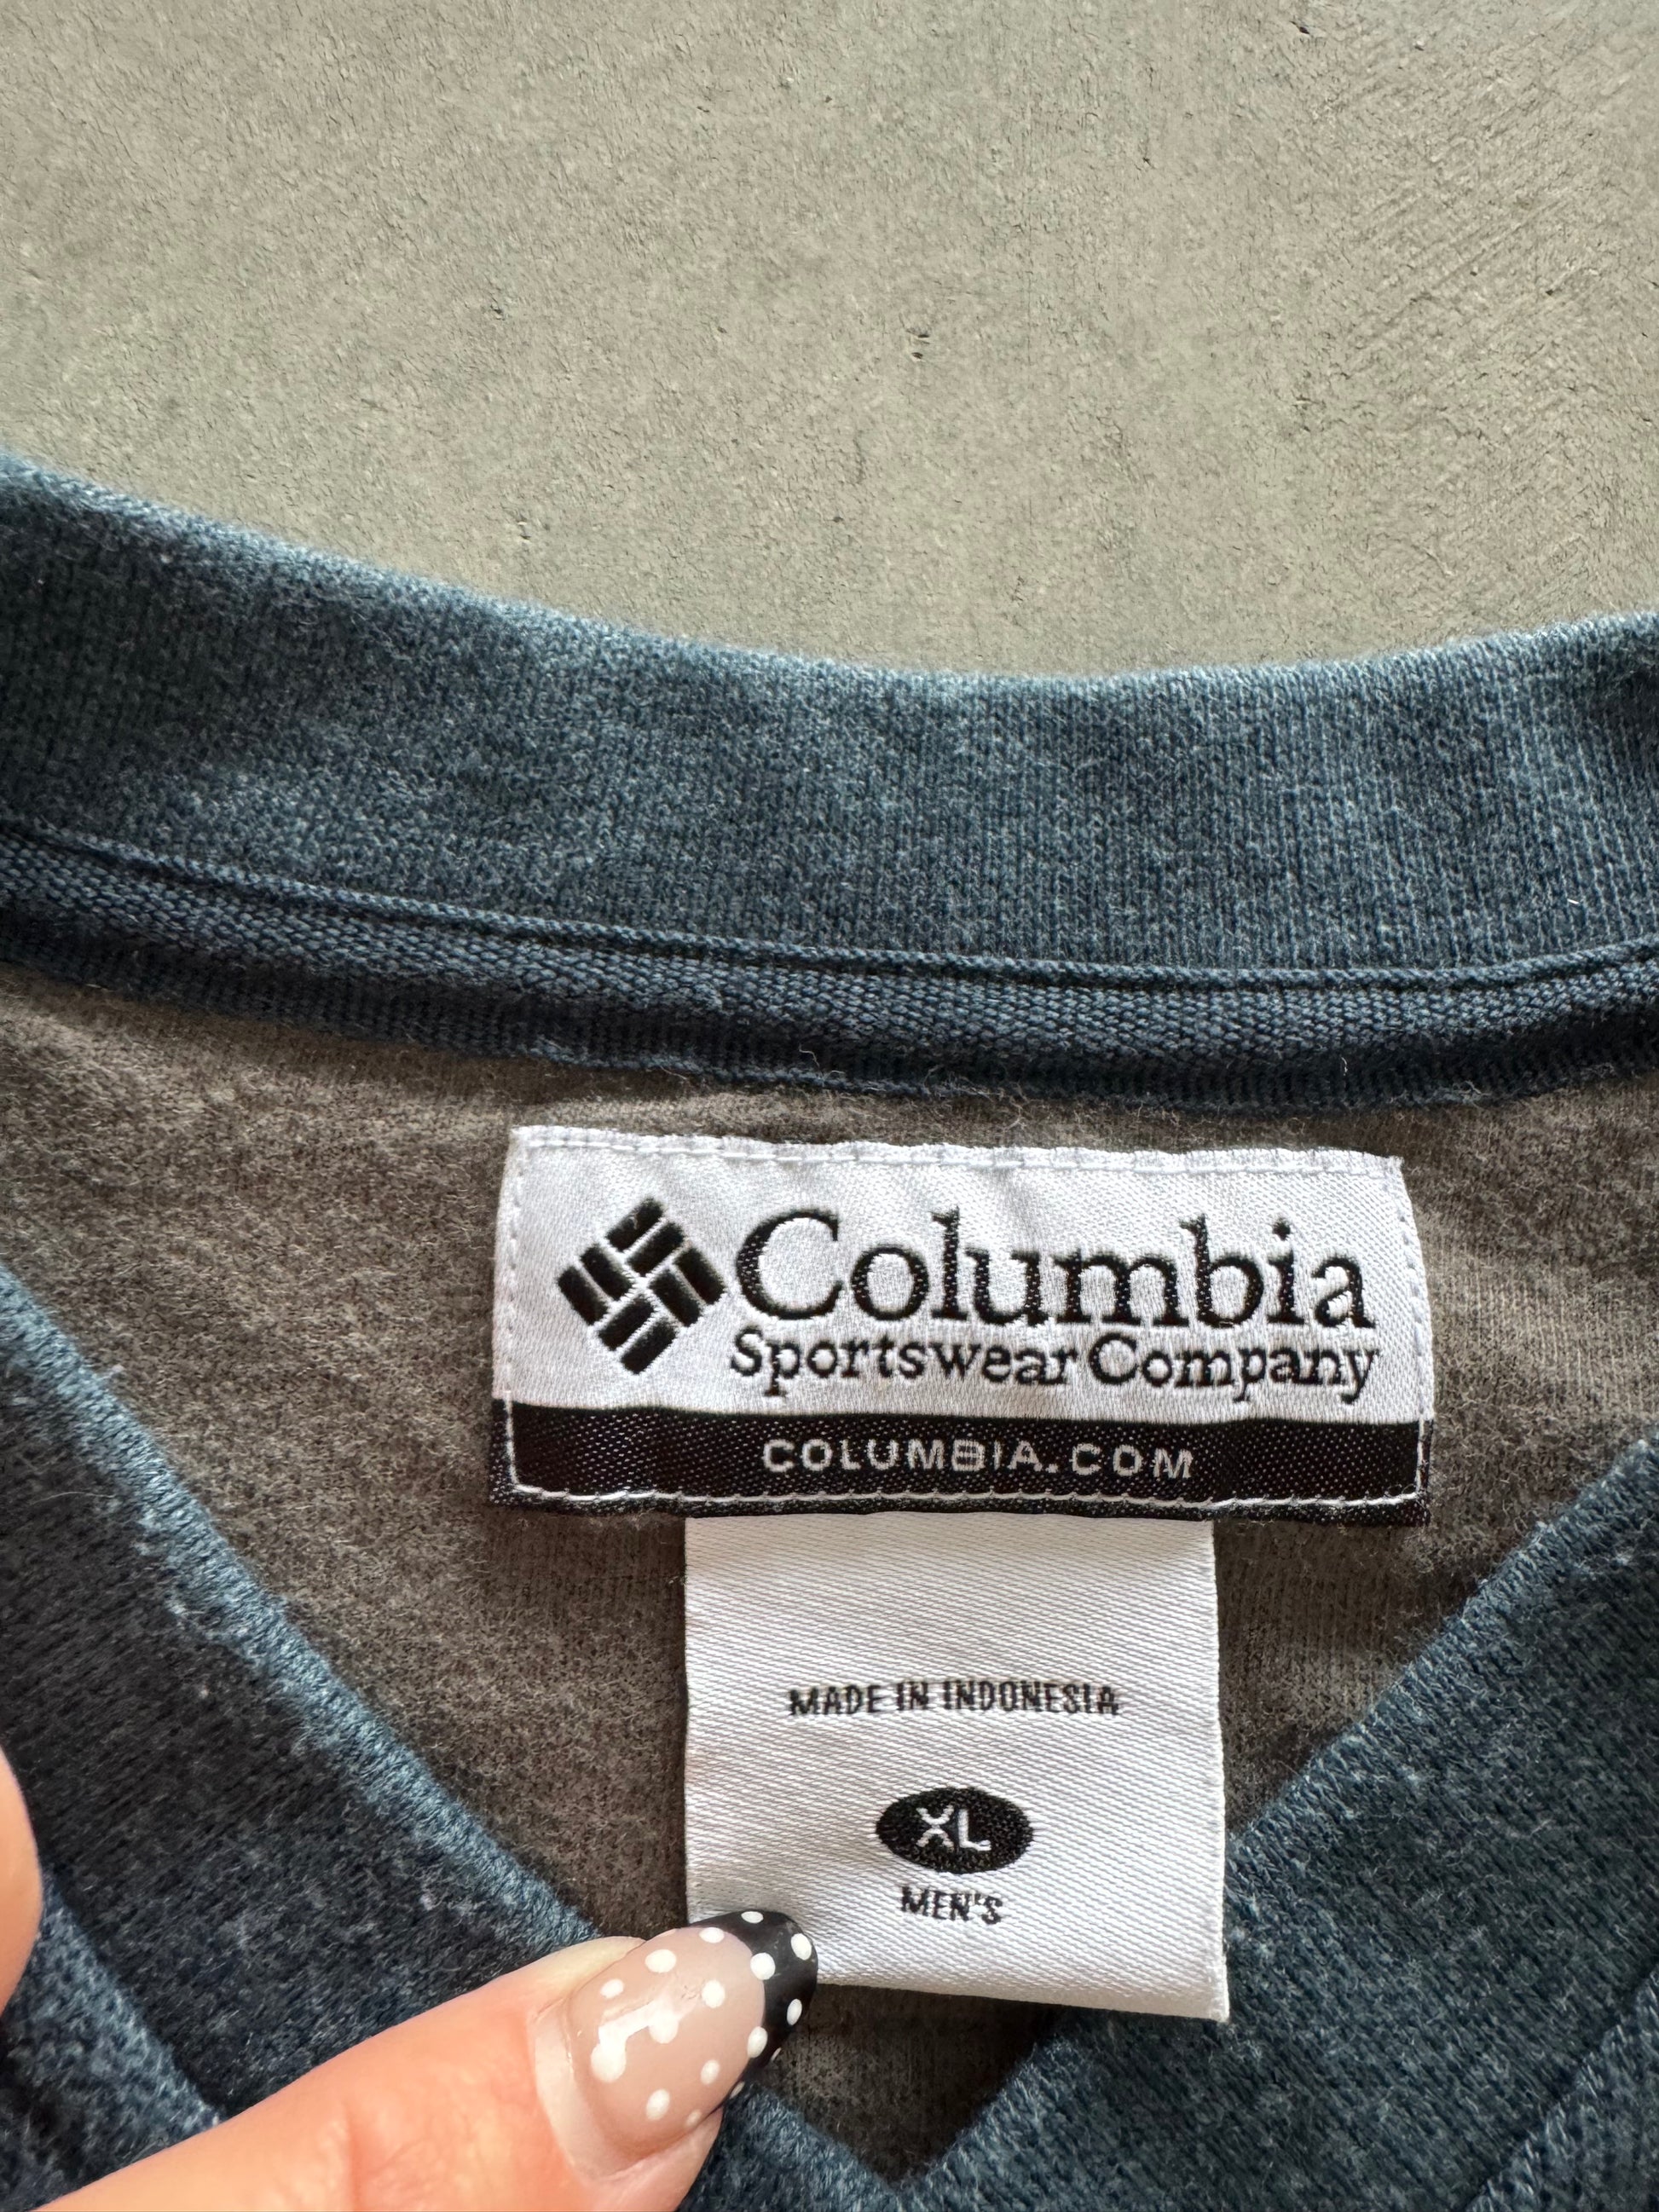 Columbia
Sportswear Company
COLUMBIA.COM
MADE IN INDONESIA
XL
MEN'S